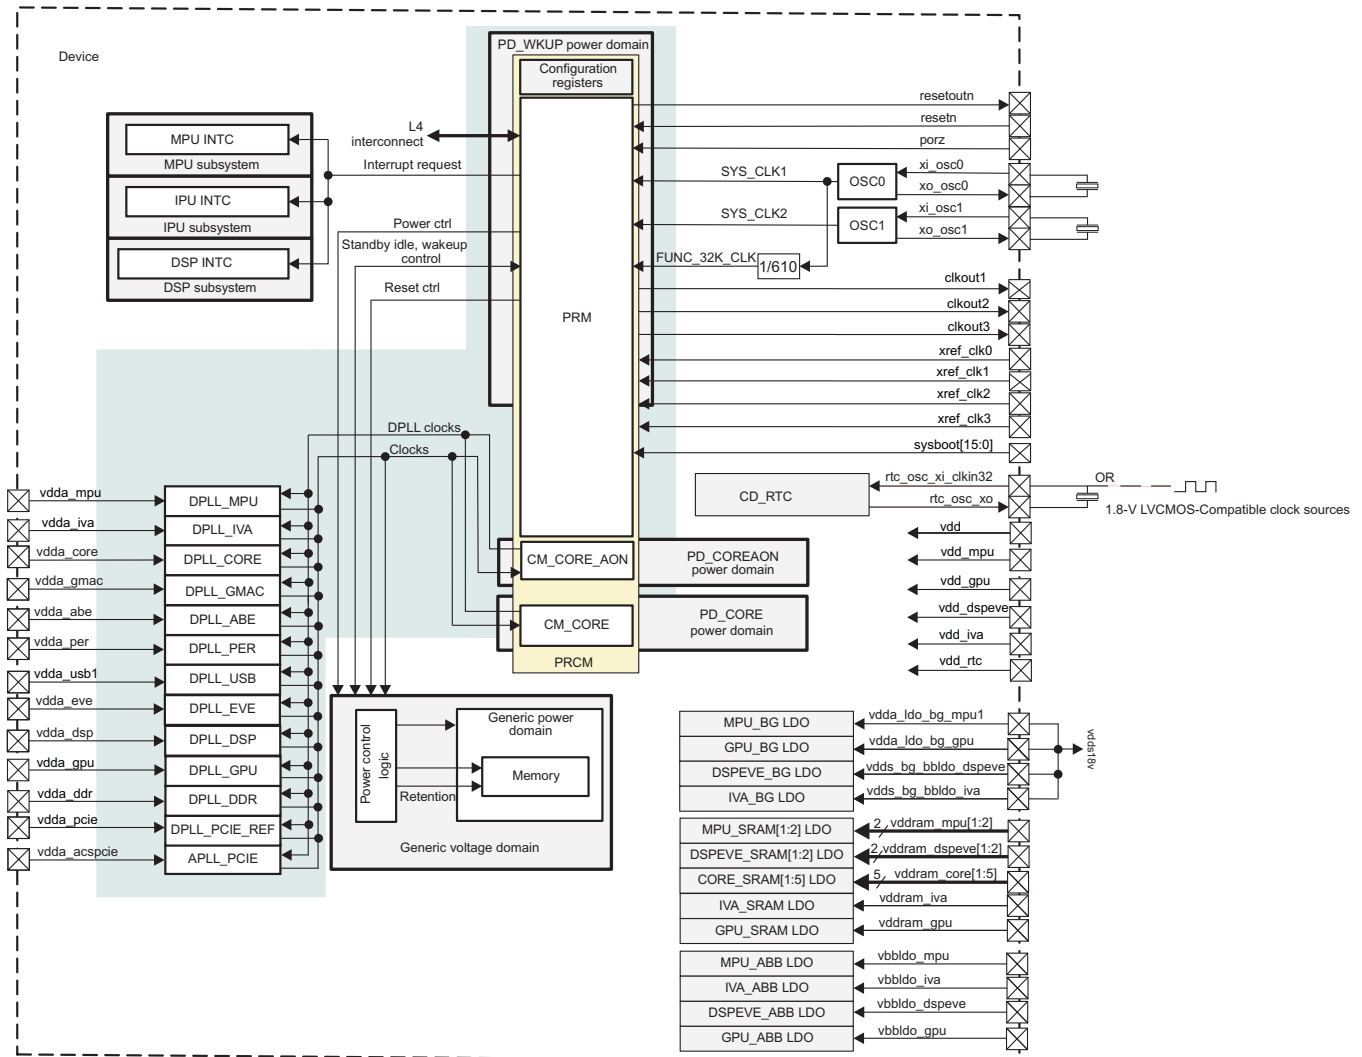 Device
PD_WKUP power domain
Configuration
registers
PRM
L4
interconnect
Interrupt request
Power ctrl
Standby idle, wakeup
control
Reset ctrl
MPU INTC
MPU subsystem
IPU INTC
IPU subsystem
DSP INTC
DSP subsystem
resetoutn
resetn
porz
SYS_CLK1
OSC0
xi_osc0
xo_osc0
SYS_CLK2
OSC1
xi_osc1
xo_osc1
FUNC_32K_CLK
1/610
clkout1
clkout2
clkout3
xref_clk0
xref_clk1
xref_clk2
xref_clk3
sysboot[15:0]
CD_RTC
rtc_osc_xi_clkin32
rtc_osc_xo
OR
1.8-V LVCMOS-Compatible clock sources
vdd
vdd_mpu
vdd_gpu
vdd_dspeve
vdd_iva
vdd_rtc
DPLL clocks
Clocks
CM_CORE_AON
PD_COREAON
power domain
CM_CORE
PD_CORE
power domain
PRCM
vdda_mpu
DPLL_MPU
vdda_iva
DPLL_IVA
vdda_core
DPLL_CORE
vdda_gmac
DPLL_GMAC
vdda_abe
DPLL_ABE
vdda_per
DPLL_PER
vdda_usb1
DPLL_USB
vdda_eve
DPLL_EVE
vdda_dsp
DPLL_DSP
vdda_gpu
DPLL_GPU
vdda_ddr
DPLL_DDR
vdda_pcie
DPLL_PCIE_REF
vdda_acspcie
APLL_PCIE
Power control
logic
Generic power
domain
Memory
Retention
Generic voltage domain
MPU_BG LDO
vdda_ldo_bg_mpu1
GPU_BG LDO
vdda_ldo_bg_gpu
DSPEVE_BG LDO
vdds_bg_bbldo_dspeve
IVA_BG LDO
vdds_bg_bbldo_iva
vdds18v
MPU_SRAM[1:2] LDO
2
vddram_mpu[1:2]
DSPEVE_SRAM[1:2] LDO
2
vddram_dspeve[1:2]
CORE_SRAM[1:5] LDO
5
vddram_core[1:5]
IVA_SRAM LDO
vddram_iva
GPU_SRAM LDO
vddram_gpu
MPU_ABB LDO
vbbldo_mpu
IVA_ABB LDO
vbbldo_iva
DSPEVE_ABB LDO
vbbldo_dspeve
GPU_ABB LDO
vbbldo_gpu